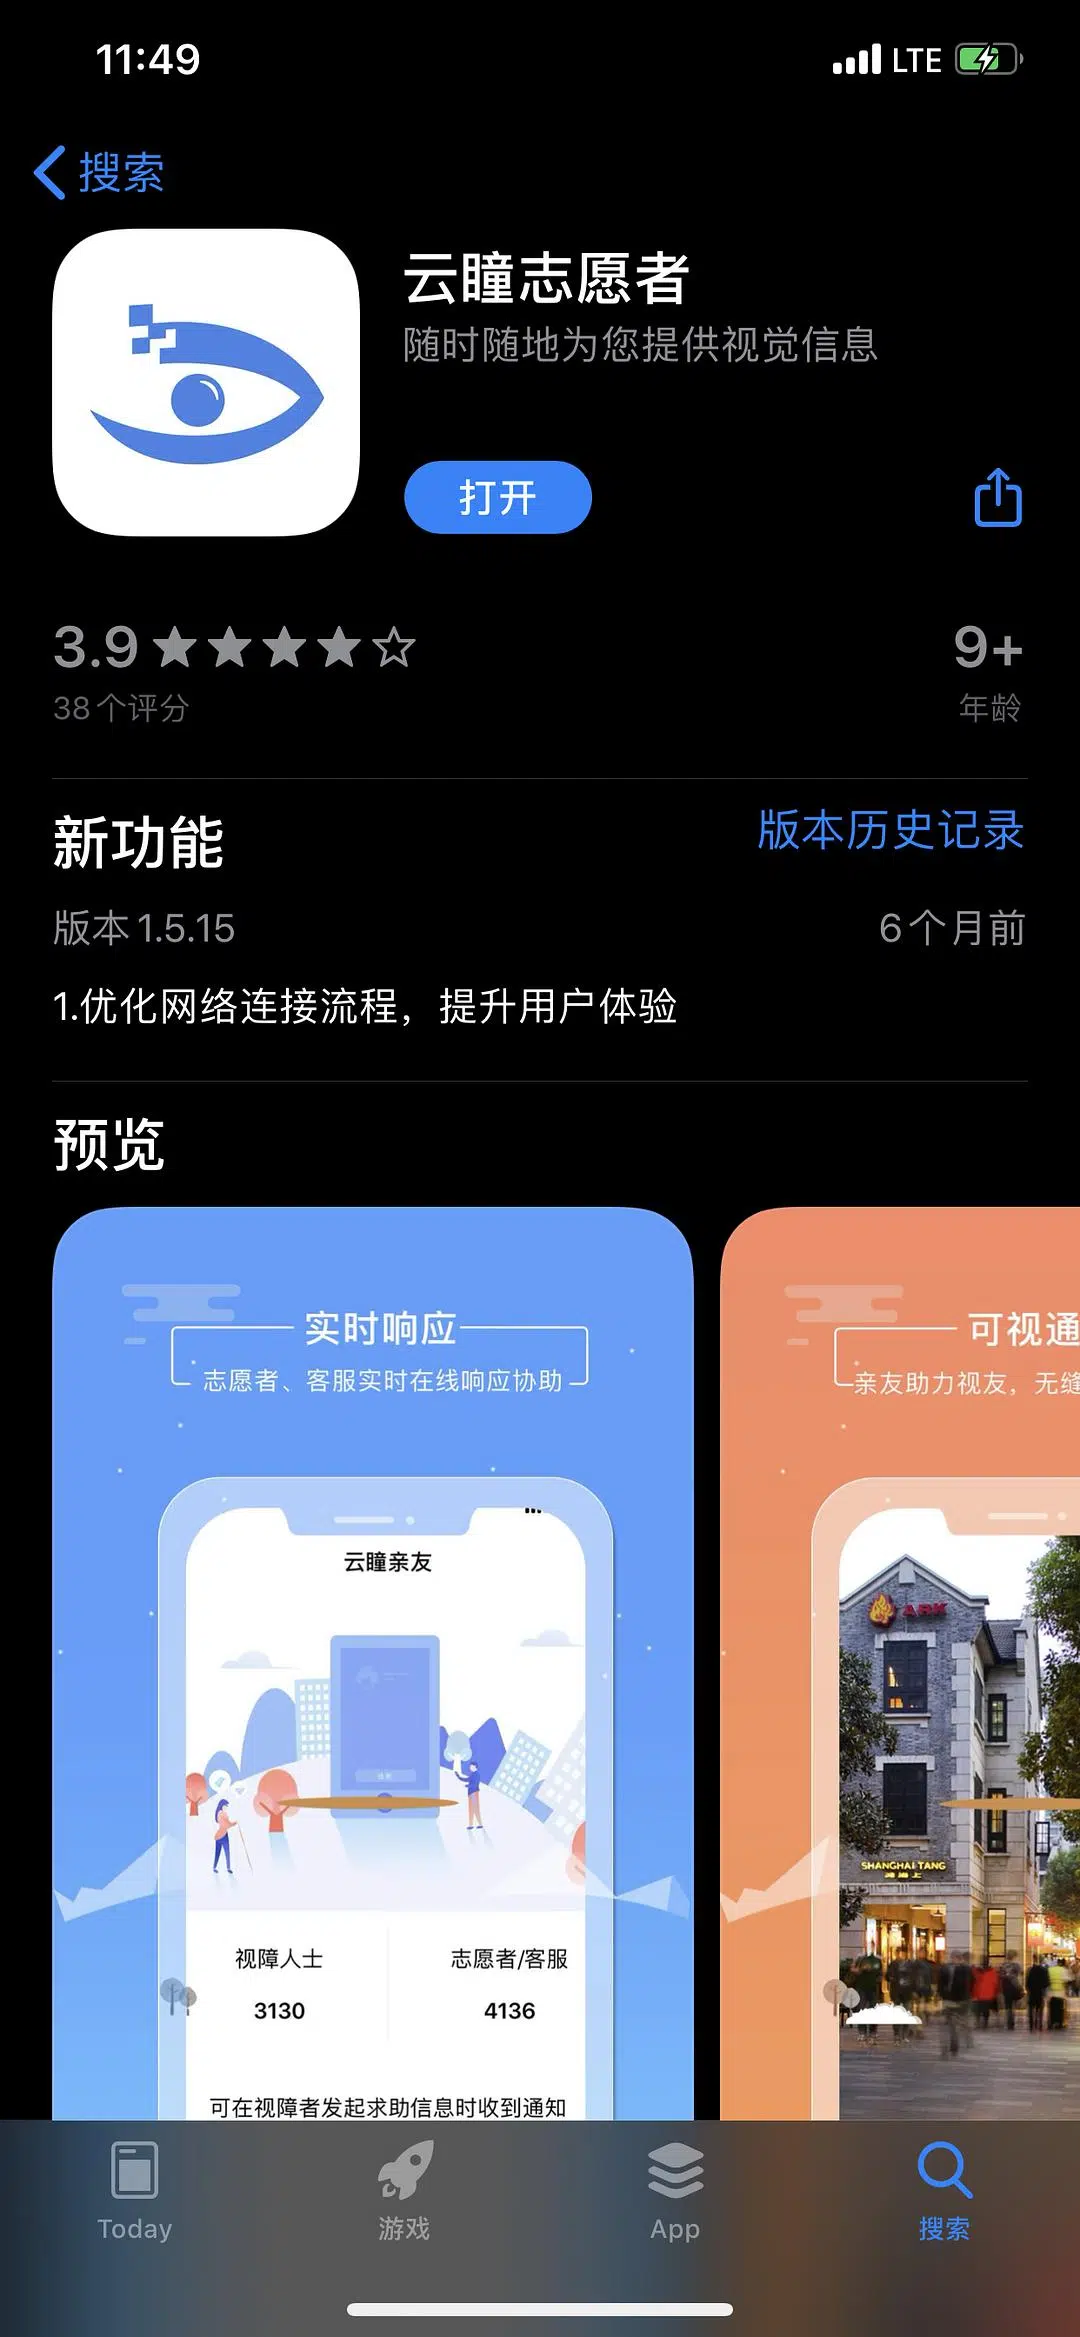 11:49
LTE
搜索
云瞳志愿者
随时随地为您提供视觉信息
打开
3.9
9+
38个评分
年龄
新功能
版本历史记录
版本 1.5.15
6个月前
1.优化网络连接流程，提升用户体验
预览
实时响应
志愿者、客服实时在线响应协助
可视通
亲友助力视友，无缝
云瞳亲友
ARK
SHANGHAI TANG
视障人士
志愿者/客服
3130
4136
可在视障者发起求助信息时收到通知
Today
游戏
App
搜索